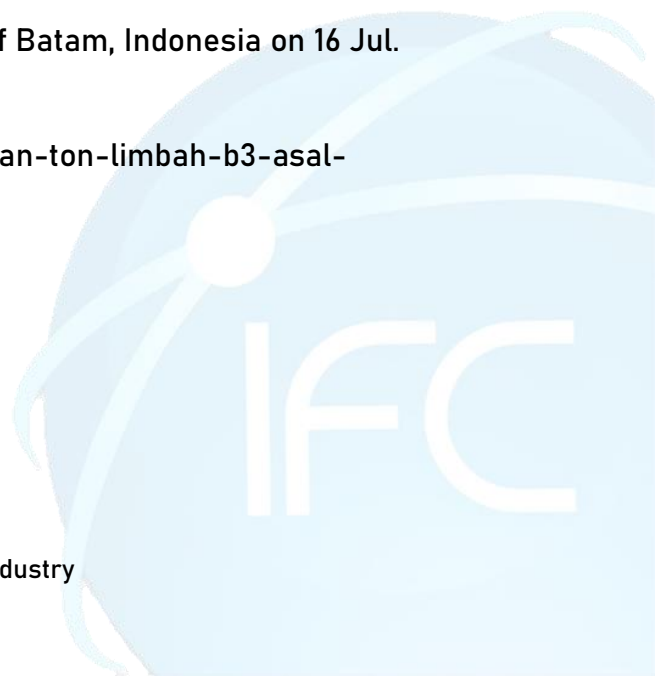 f Batam, Indonesia on 16 Jul.
an-ton-limbah-b3-asal-
IFC
dustry